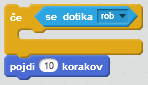 če se dotika rob
pojdi 10 korakov